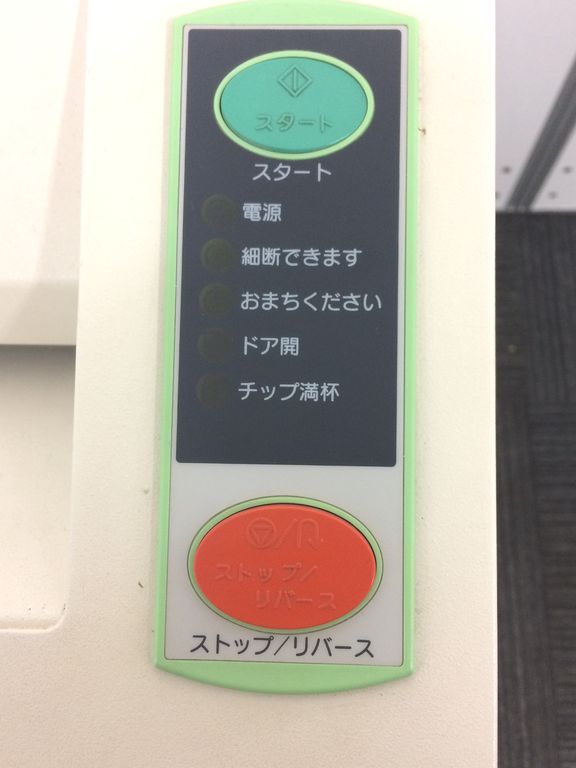 スタート
スタート
電源
細断できます
おまちください
ドア開
チップ満杯
ストップ/
リバース
ストップ/リバース